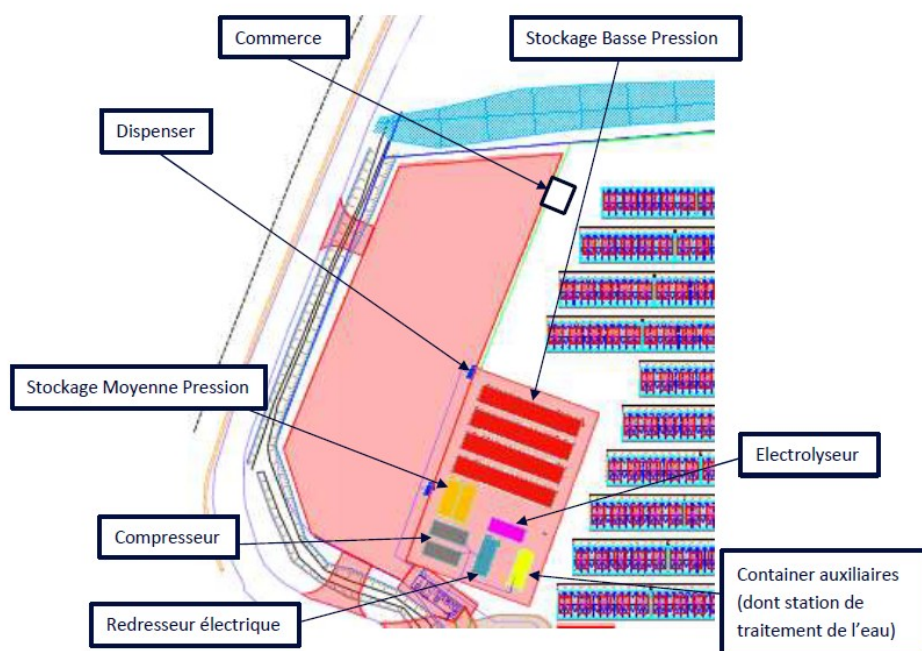 Commerce
Stockage Basse Pression
Dispenser
Stockage Moyenne Pression
Electrolyseur
Compresseur
Container auxiliaires
(dont station de
traitement de l'eau)
Redresseur électrique